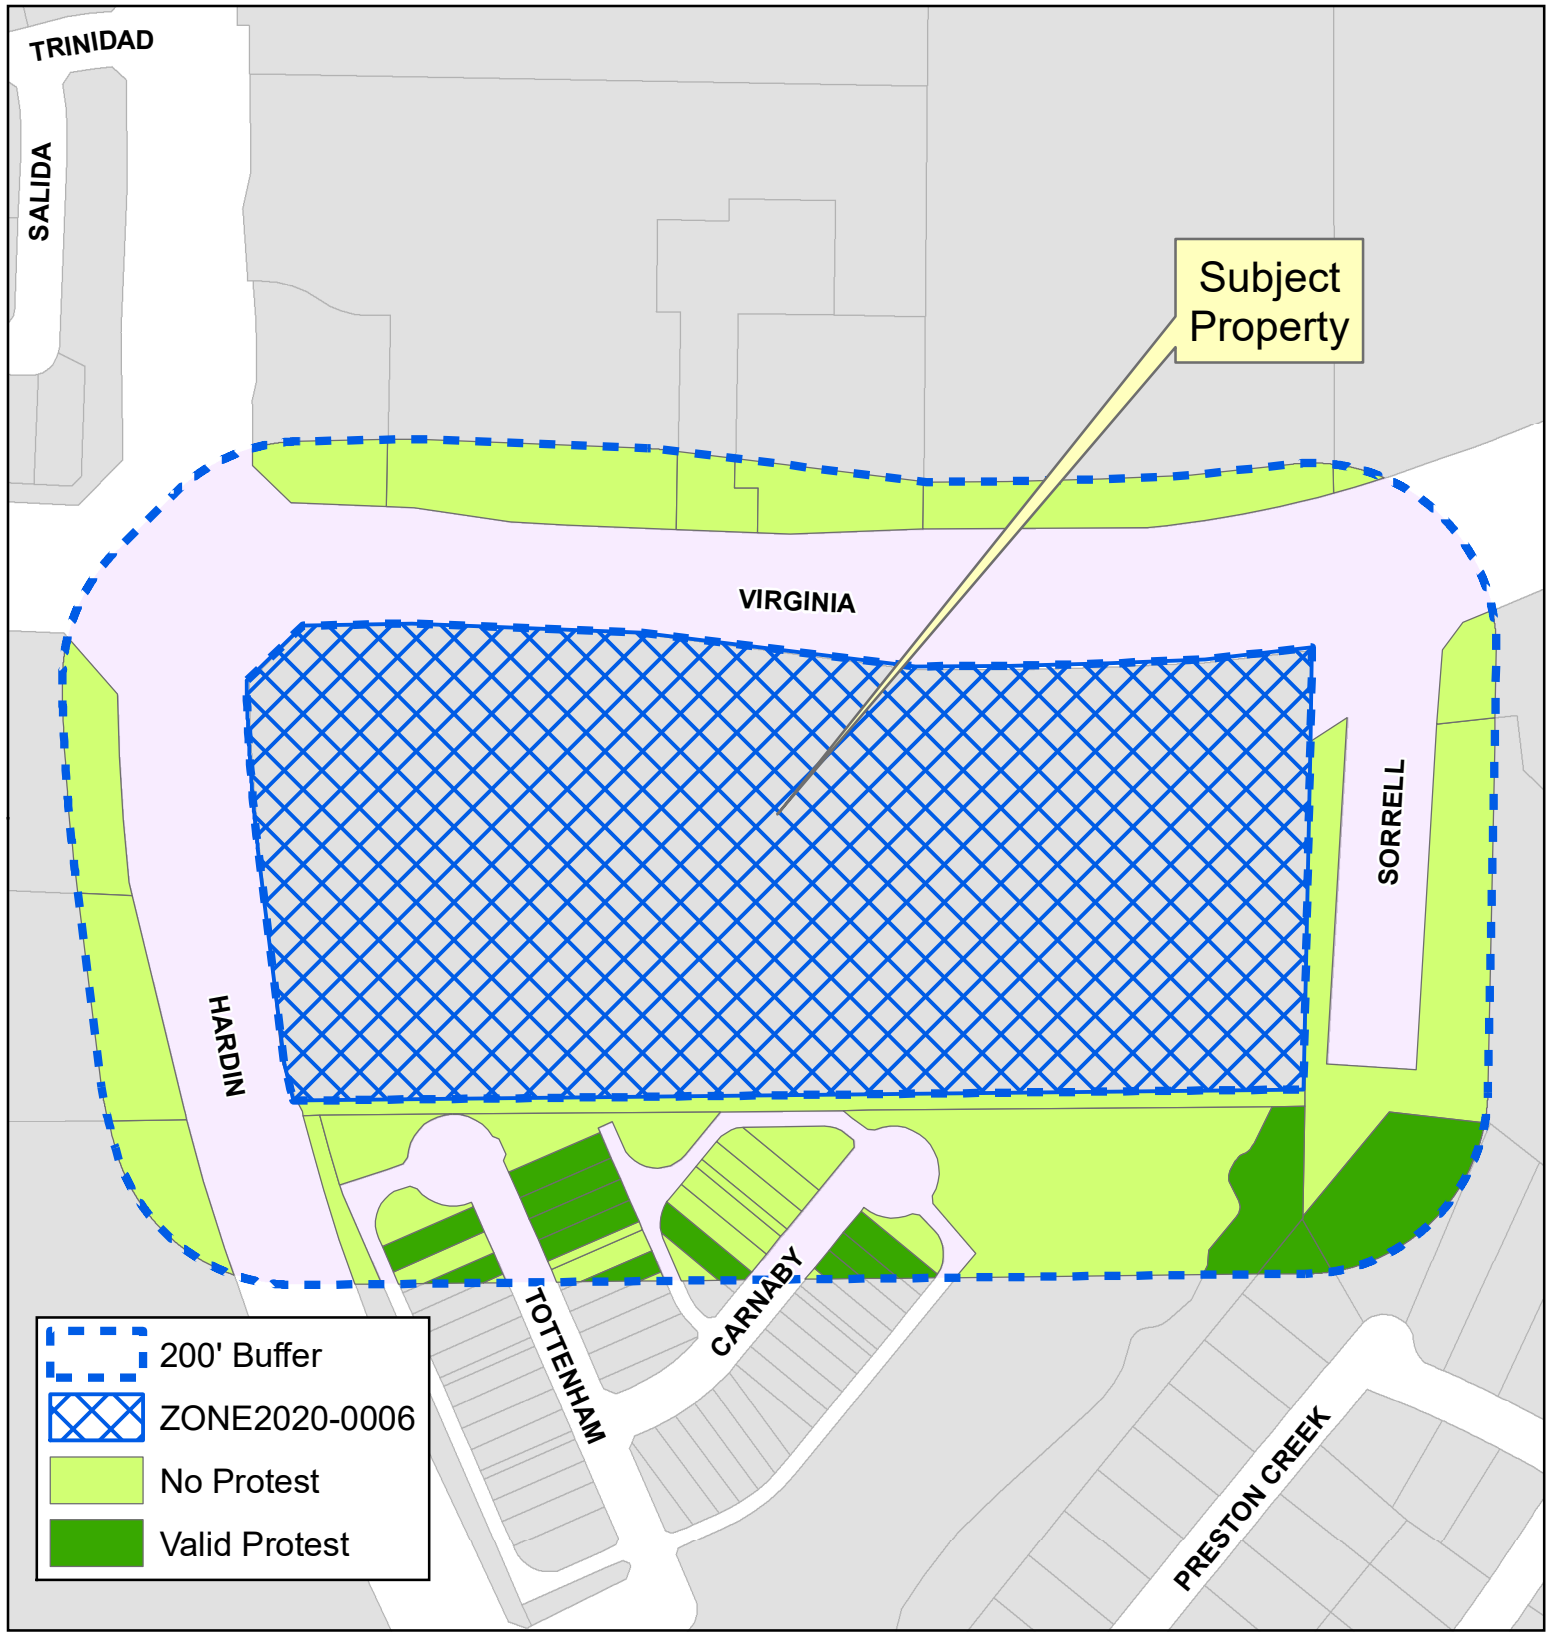 TRINIDAD
SALIDA
Subject
Property
VIRGINIA
SORRELL
HARDIN
CARNABY
TOTTENHAM
PRESTON CREEK
200' Buffer
ZONE2020-0006
No Protest
Valid Protest